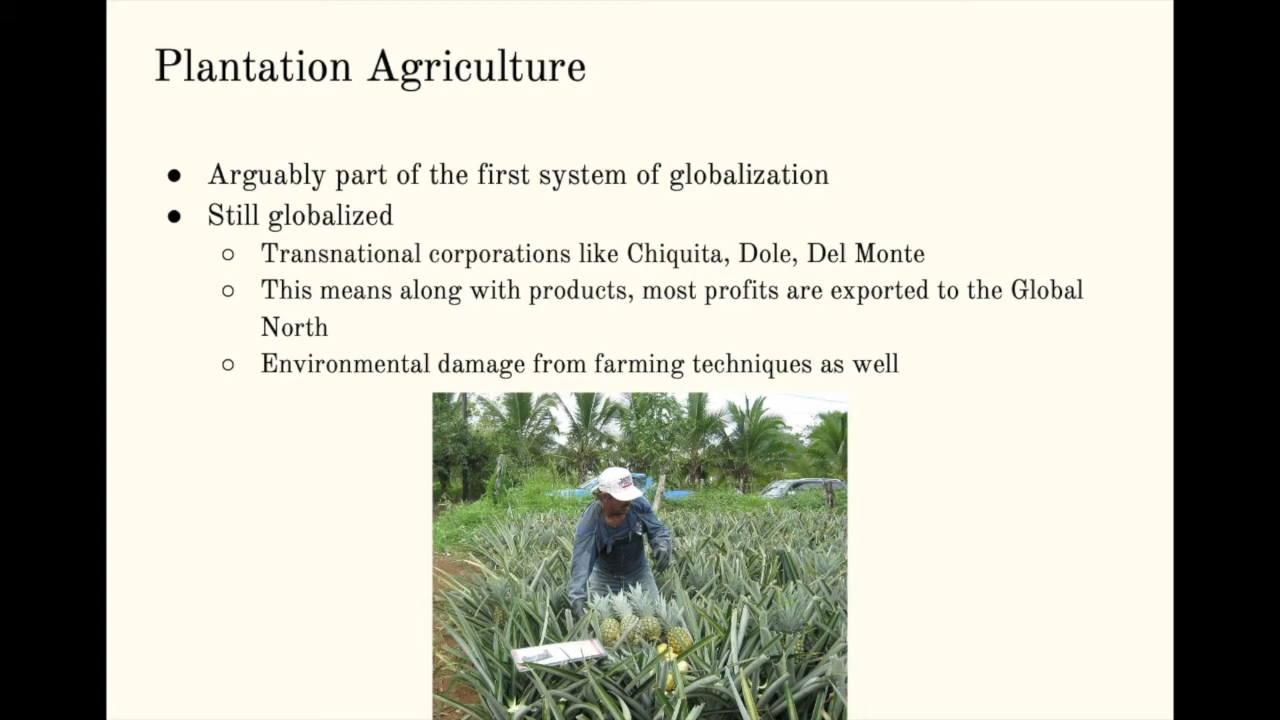 Plantation Agriculture
● Arguably part of the first system of globalization
● Still globalized
○ Transnational corporations like Chiquita, Dole, Del Monte
○ This means along with products, most profits are exported to the Global
North
○ Environmental damage from farming techniques as well